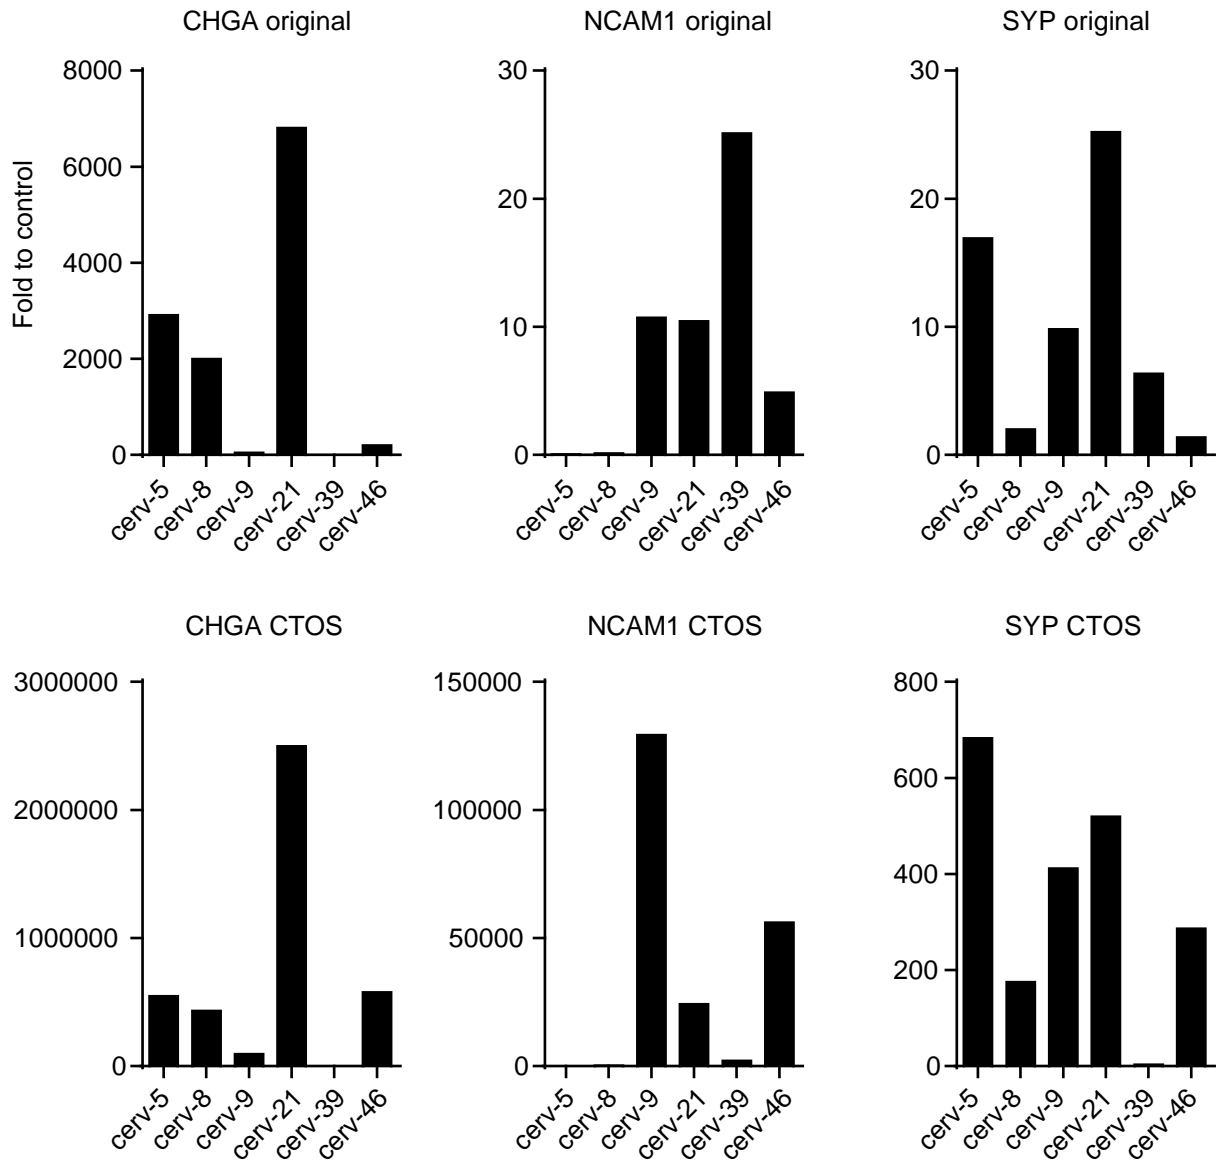 CHGA original
NCAM1 original
SYP original
Fold to control
8000
6000
4000
2000
0
cerv-5
cerv-8
cerv-9
cerv-21
cerv-39
cerv-46
30
20
10
0
cerv-5
cerv-8
cerv-9
cerv-21
cerv-39
cerv-46
30
20
10
0
cerv-5
cerv-8
cerv-9
cerv-21
cerv-39
cerv-46
CHGA CTOS
NCAM1 CTOS
SYP CTOS
3000000
2000000
1000000
0
cerv-5
cerv-8
cerv-9
cerv-21
cerv-39
cerv-46
150000
100000
50000
0
cerv-5
cerv-8
cerv-9
cerv-21
cerv-39
cerv-46
800
600
400
200
0
cerv-5
cerv-8
cerv-9
cerv-21
cerv-39
cerv-46